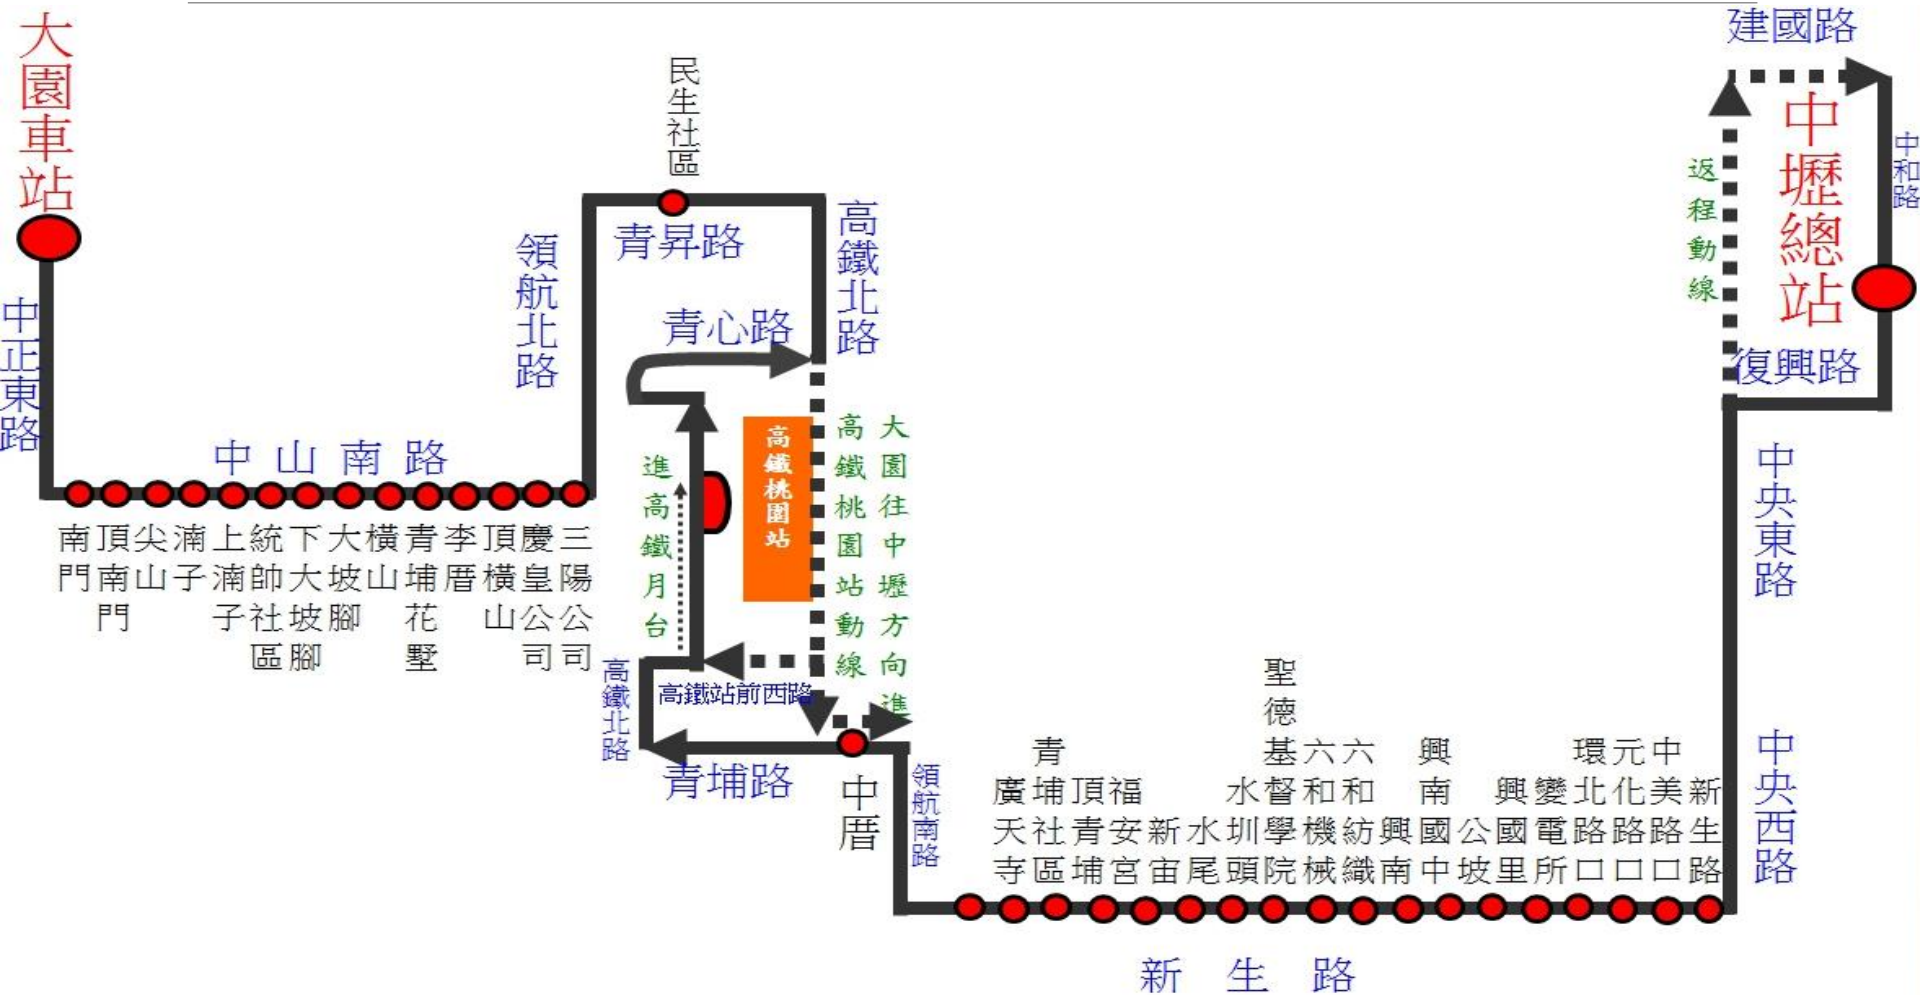 大園車站
中正東路
中山南路
南門
頂南門
尖山
湳子
上湳子
統帥社區
下大坡腳
大坡腳
橫山
青埔花墅
李厝
頂橫山
慶皇公司
三陽公司
領航北路
民生社區
青昇路
高鐵北路
青心路
進高鐵月台
高鐵桃園站
大園往中壢方向進
高鐵桃園站動線
高鐵站前西路
高鐵北路
青埔路
中厝
領航南路
廣天寺
青埔社區
頂青埔
福安宮
新宙
水尾
水圳頭
聖德基督學院
六和機械
六和紡織
興南
興南國中
公坡
興國里
變電所
環北路口
元化路口
中美路口
新生路
新生路
中央西路
中央東路
復興路
返程動線
中壢總站
中和路
建國路